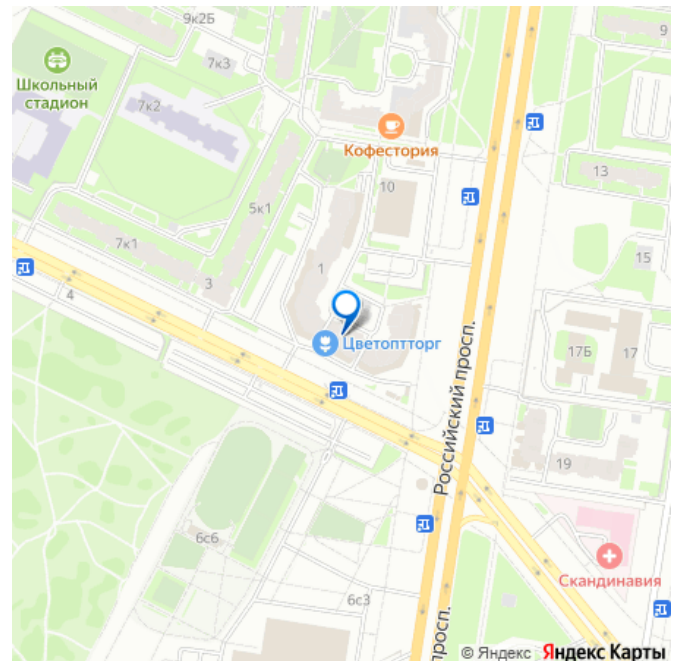 9к2Б
9
Школьный
стадион
7к3
7к2
Кофестория
13
10
5к1
7к1
1
15
3
4
Цветоптторг
17Б
17
Российский просп.
19
6с6
Скандинавия
6с3
просп.
© Яндекс Яндекс Карты